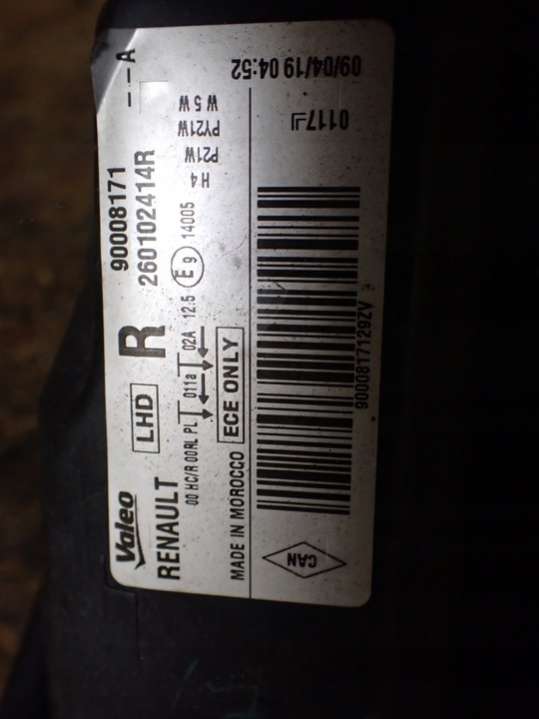 Valeo
90008171
--A
RENAULT
LHD
R
260102414R
H4
P21W
PY21W
W5W
00 HC/R 00RL PL 011a 02A 12.5 E9 14005
MADE IN MOROCCO
ECE ONLY
0117
09/04/19 04:52
CAN
9000817129ZV